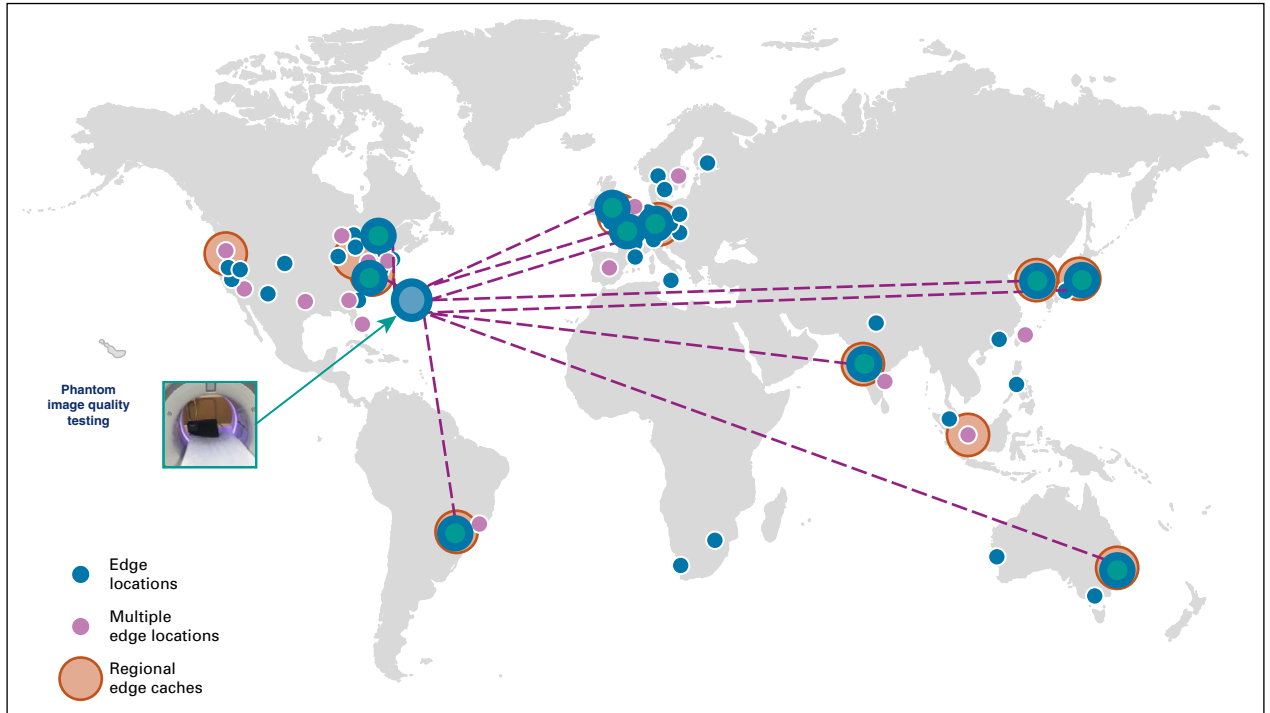 Phantom
image quality
testing
Edge
locations
Multiple
edge locations
Regional
edge caches